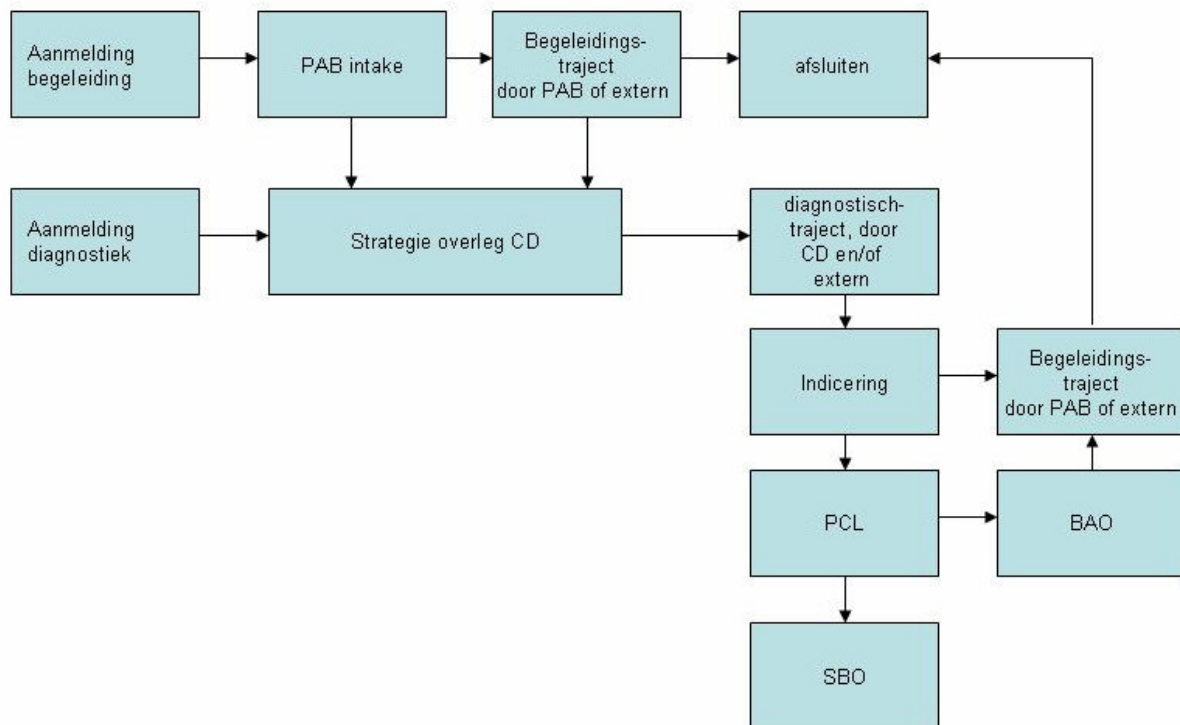 Aanmelding
begeleiding
PAB intake
Begeleidings-
traject
door PAB of extern
afsluiten
Aanmelding
diagnostiek
Strategie overleg CD
diagnostisch-
traject, door
CD en/of
extern
Indicering
Begeleidings-
traject
door PAB of extern
PCL
BAO
SBO